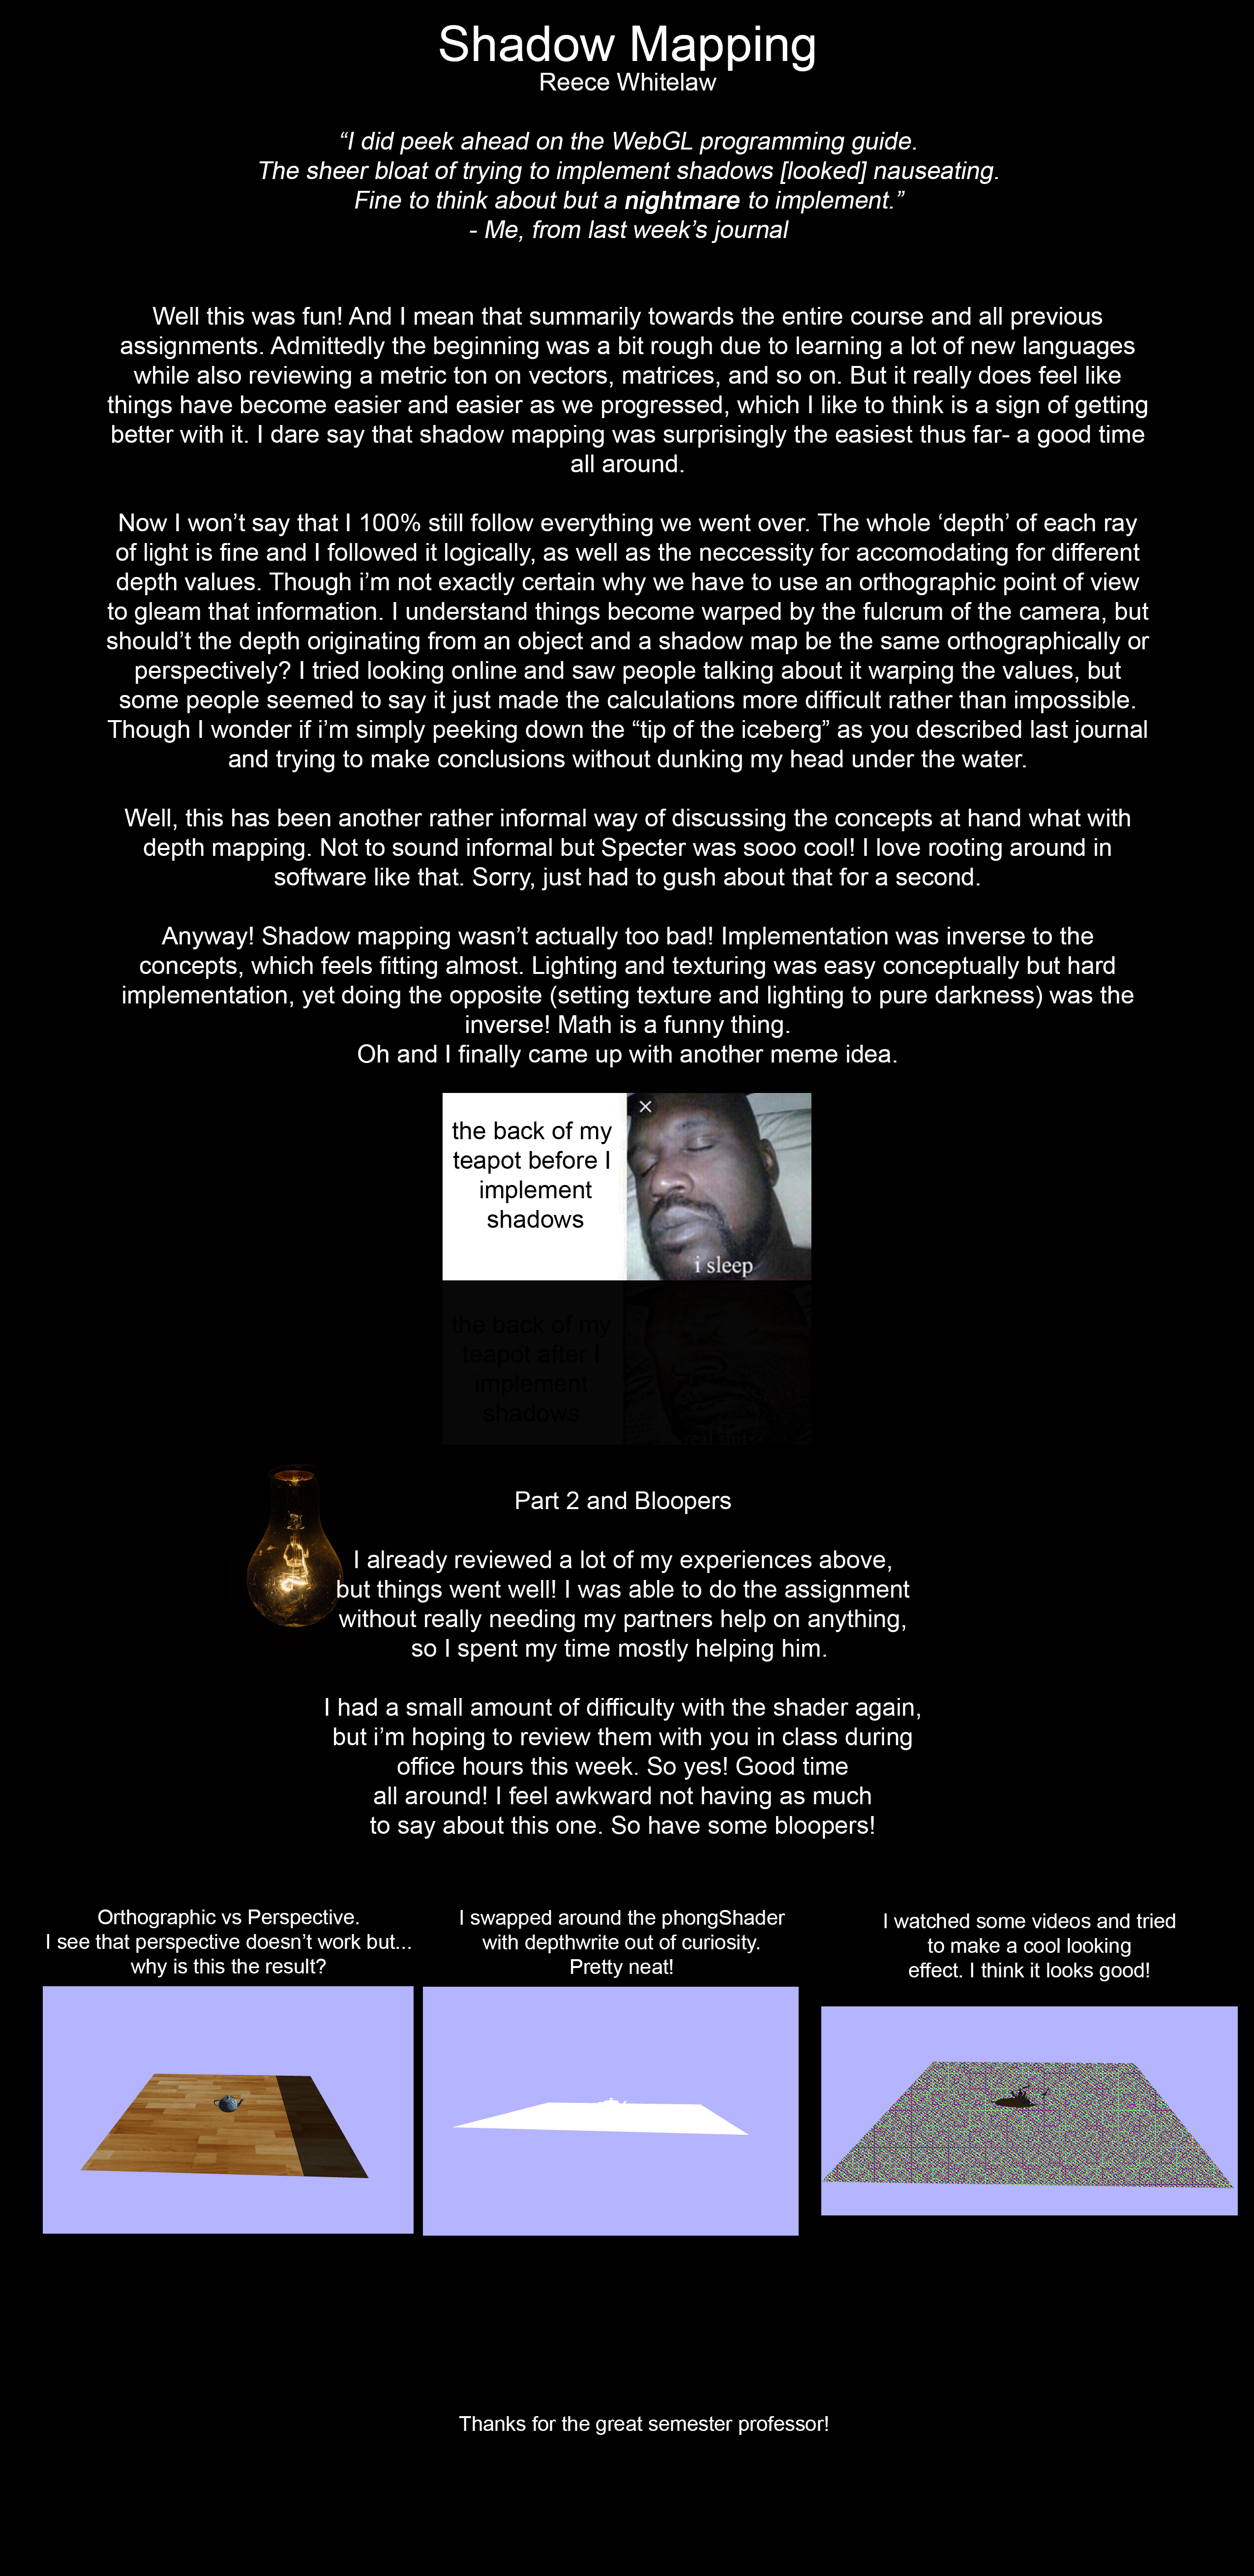 Shadow Mapping
Reece Whitelaw
“I did peek ahead on the WebGL programming guide.
The sheer bloat of trying to implement shadows [looked] nauseating.
Fine to think about but a nightmare to implement.”
- Me, from last week’s journal
Well this was fun! And I mean that summarily towards the entire course and all previous
assignments. Admittedly the beginning was a bit rough due to learning a lot of new languages
while also reviewing a metric ton on vectors, matrices, and so on. But it really does feel like
things have become easier and easier as we progressed, which I like to think is a sign of getting
better with it. I dare say that shadow mapping was surprisingly the easiest thus far- a good time
all around.
Now I won’t say that I 100% still follow everything we went over. The whole ‘depth’ of each ray
of light is fine and I followed it logically, as well as the neccessity for accomodating for different
depth values. Though i’m not exactly certain why we have to use an orthographic point of view
to gleam that information. I understand things become warped by the fulcrum of the camera, but
should’t the depth originating from an object and a shadow map be the same orthographically or
perspectively? I tried looking online and saw people talking about it warping the values, but
some people seemed to say it just made the calculations more difficult rather than impossible.
Though I wonder if i’m simply peeking down the “tip of the iceberg” as you described last journal
and trying to make conclusions without dunking my head under the water.
Well, this has been another rather informal way of discussing the concepts at hand what with
depth mapping. Not to sound informal but Specter was sooo cool! I love rooting around in
software like that. Sorry, just had to gush about that for a second.
Anyway! Shadow mapping wasn’t actually too bad! Implementation was inverse to the
concepts, which feels fitting almost. Lighting and texturing was easy conceptually but hard
implementation, yet doing the opposite (setting texture and lighting to pure darkness) was the
inverse! Math is a funny thing.
Oh and I finally came up with another meme idea.
the back of my
teapot before I
implement
shadows
i sleep
the back of my
teapot after I
implement
shadows
Part 2 and Bloopers
I already reviewed a lot of my experiences above,
but things went well! I was able to do the assignment
without really needing my partners help on anything,
so I spent my time mostly helping him.
I had a small amount of difficulty with the shader again,
but i’m hoping to review them with you in class during
office hours this week. So yes! Good time
all around! I feel awkward not having as much
to say about this one. So have some bloopers!
Orthographic vs Perspective.
I see that perspective doesn’t work but...
why is this the result?
I swapped around the phongShader
with depthwrite out of curiosity.
Pretty neat!
I watched some videos and tried
to make a cool looking
effect. I think it looks good!
Thanks for the great semester professor!